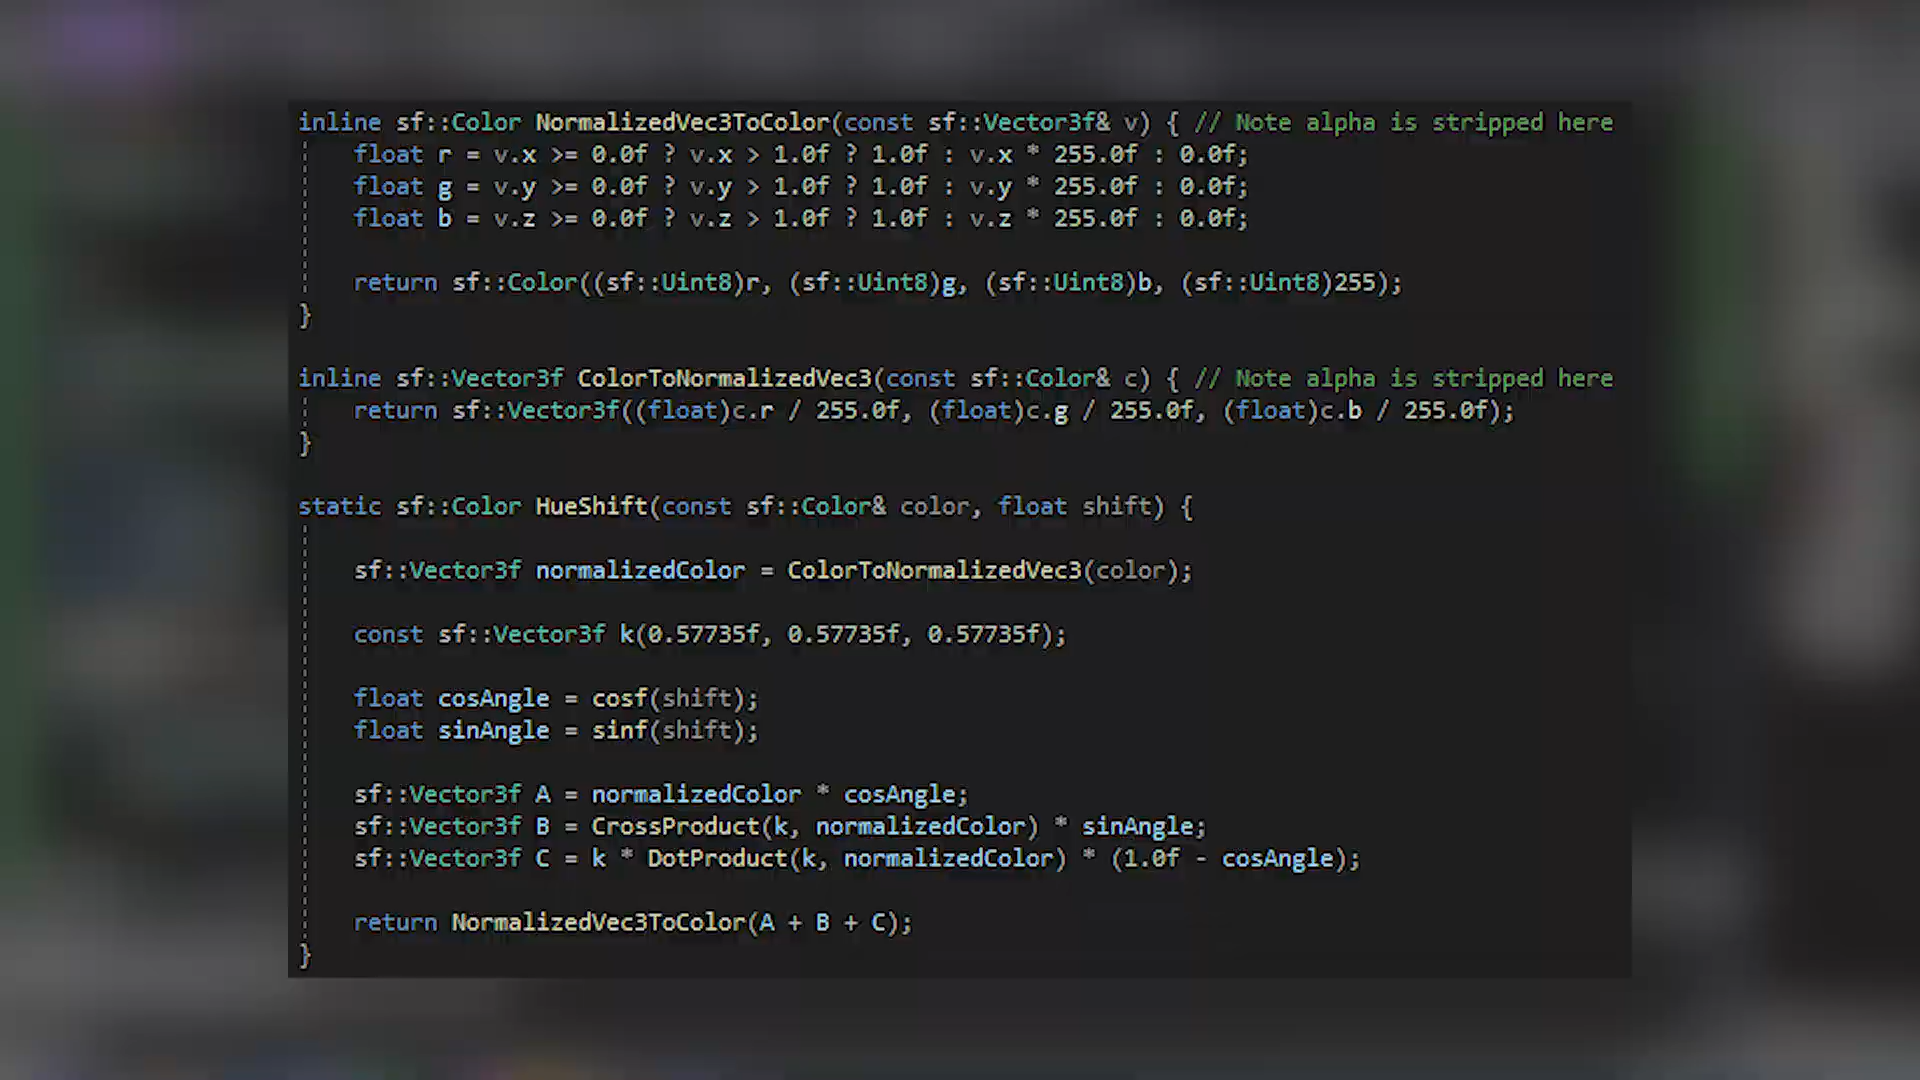 inline sf::Color NormalizedVec3ToColor(const sf::Vector3f& v) { // Note alpha is stripped here
    float r = v.x >= 0.0f ? v.x > 1.0f ? 1.0f : v.x * 255.0f : 0.0f;
    float g = v.y >= 0.0f ? v.y > 1.0f ? 1.0f : v.y * 255.0f : 0.0f;
    float b = v.z >= 0.0f ? v.z > 1.0f ? 1.0f : v.z * 255.0f : 0.0f;
    return sf::Color((sf::Uint8)r, (sf::Uint8)g, (sf::Uint8)b, (sf::Uint8)255);
}
inline sf::Vector3f ColorToNormalizedVec3(const sf::Color& c) { // Note alpha is stripped here
    return sf::Vector3f((float)c.r / 255.0f, (float)c.g / 255.0f, (float)c.b / 255.0f);
}
static sf::Color HueShift(const sf::Color& color, float shift) {
    sf::Vector3f normalizedColor = ColorToNormalizedVec3(color);
    const sf::Vector3f k(0.57735f, 0.57735f, 0.57735f);
    float cosAngle = cosf(shift);
    float sinAngle = sinf(shift);
    sf::Vector3f A = normalizedColor * cosAngle;
    sf::Vector3f B = CrossProduct(k, normalizedColor) * sinAngle;
    sf::Vector3f C = k * DotProduct(k, normalizedColor) * (1.0f - cosAngle);
    return NormalizedVec3ToColor(A + B + C);
}